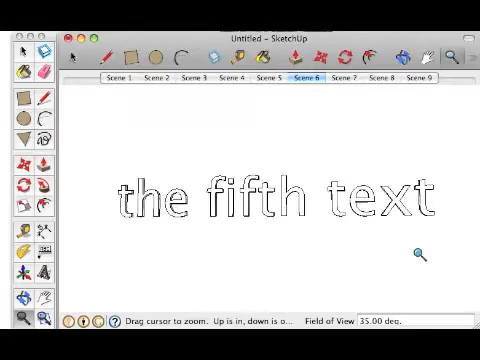 Untitled - SketchUp
Scene 1 Scene 2 Scene 3 Scene 4 Scene 5 Scene 6 Scene 7 Scene 8 Scene 9
the fifth text
Drag cursor to zoom. Up is in, down is o... Field of View 35.00 deg.